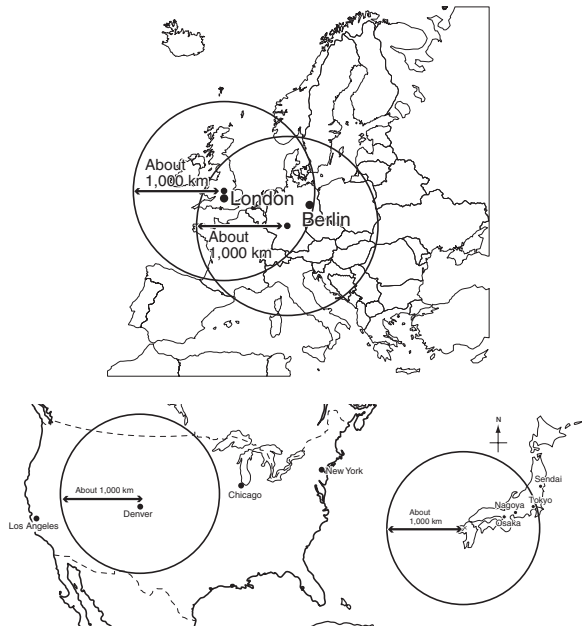 About
1,000 km
London
Berlin
About
1,000 km
N
About 1,000 km
Denver
Chicago
New York
Los Angeles
About
1,000 km
Sendai
Tokyo
Nagoya
Osaka